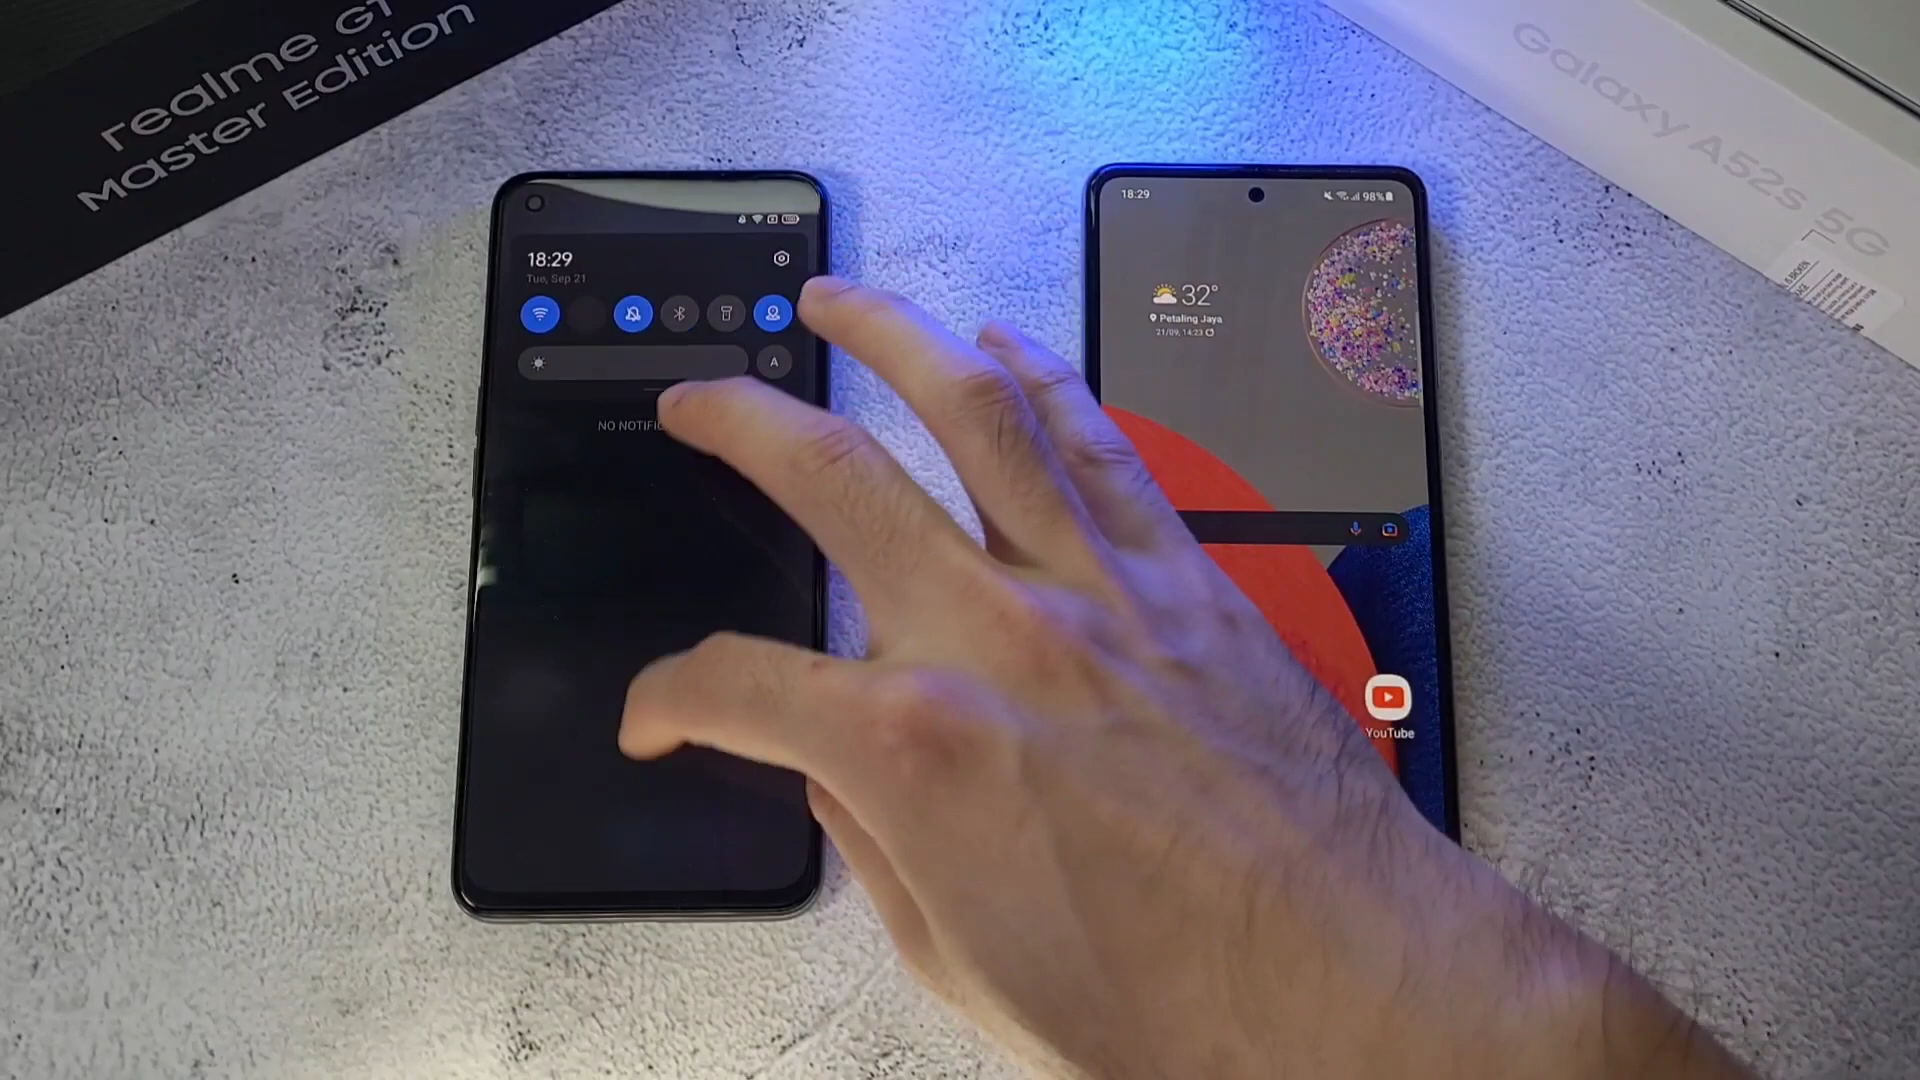 realme GT
Master Edition
Galaxy A52s 5G
18:29
Tue, Sep 21
A
NO NOTIFIC
18:29
98%
32°
Petaling Jaya
21/09, 14:23
YouTube